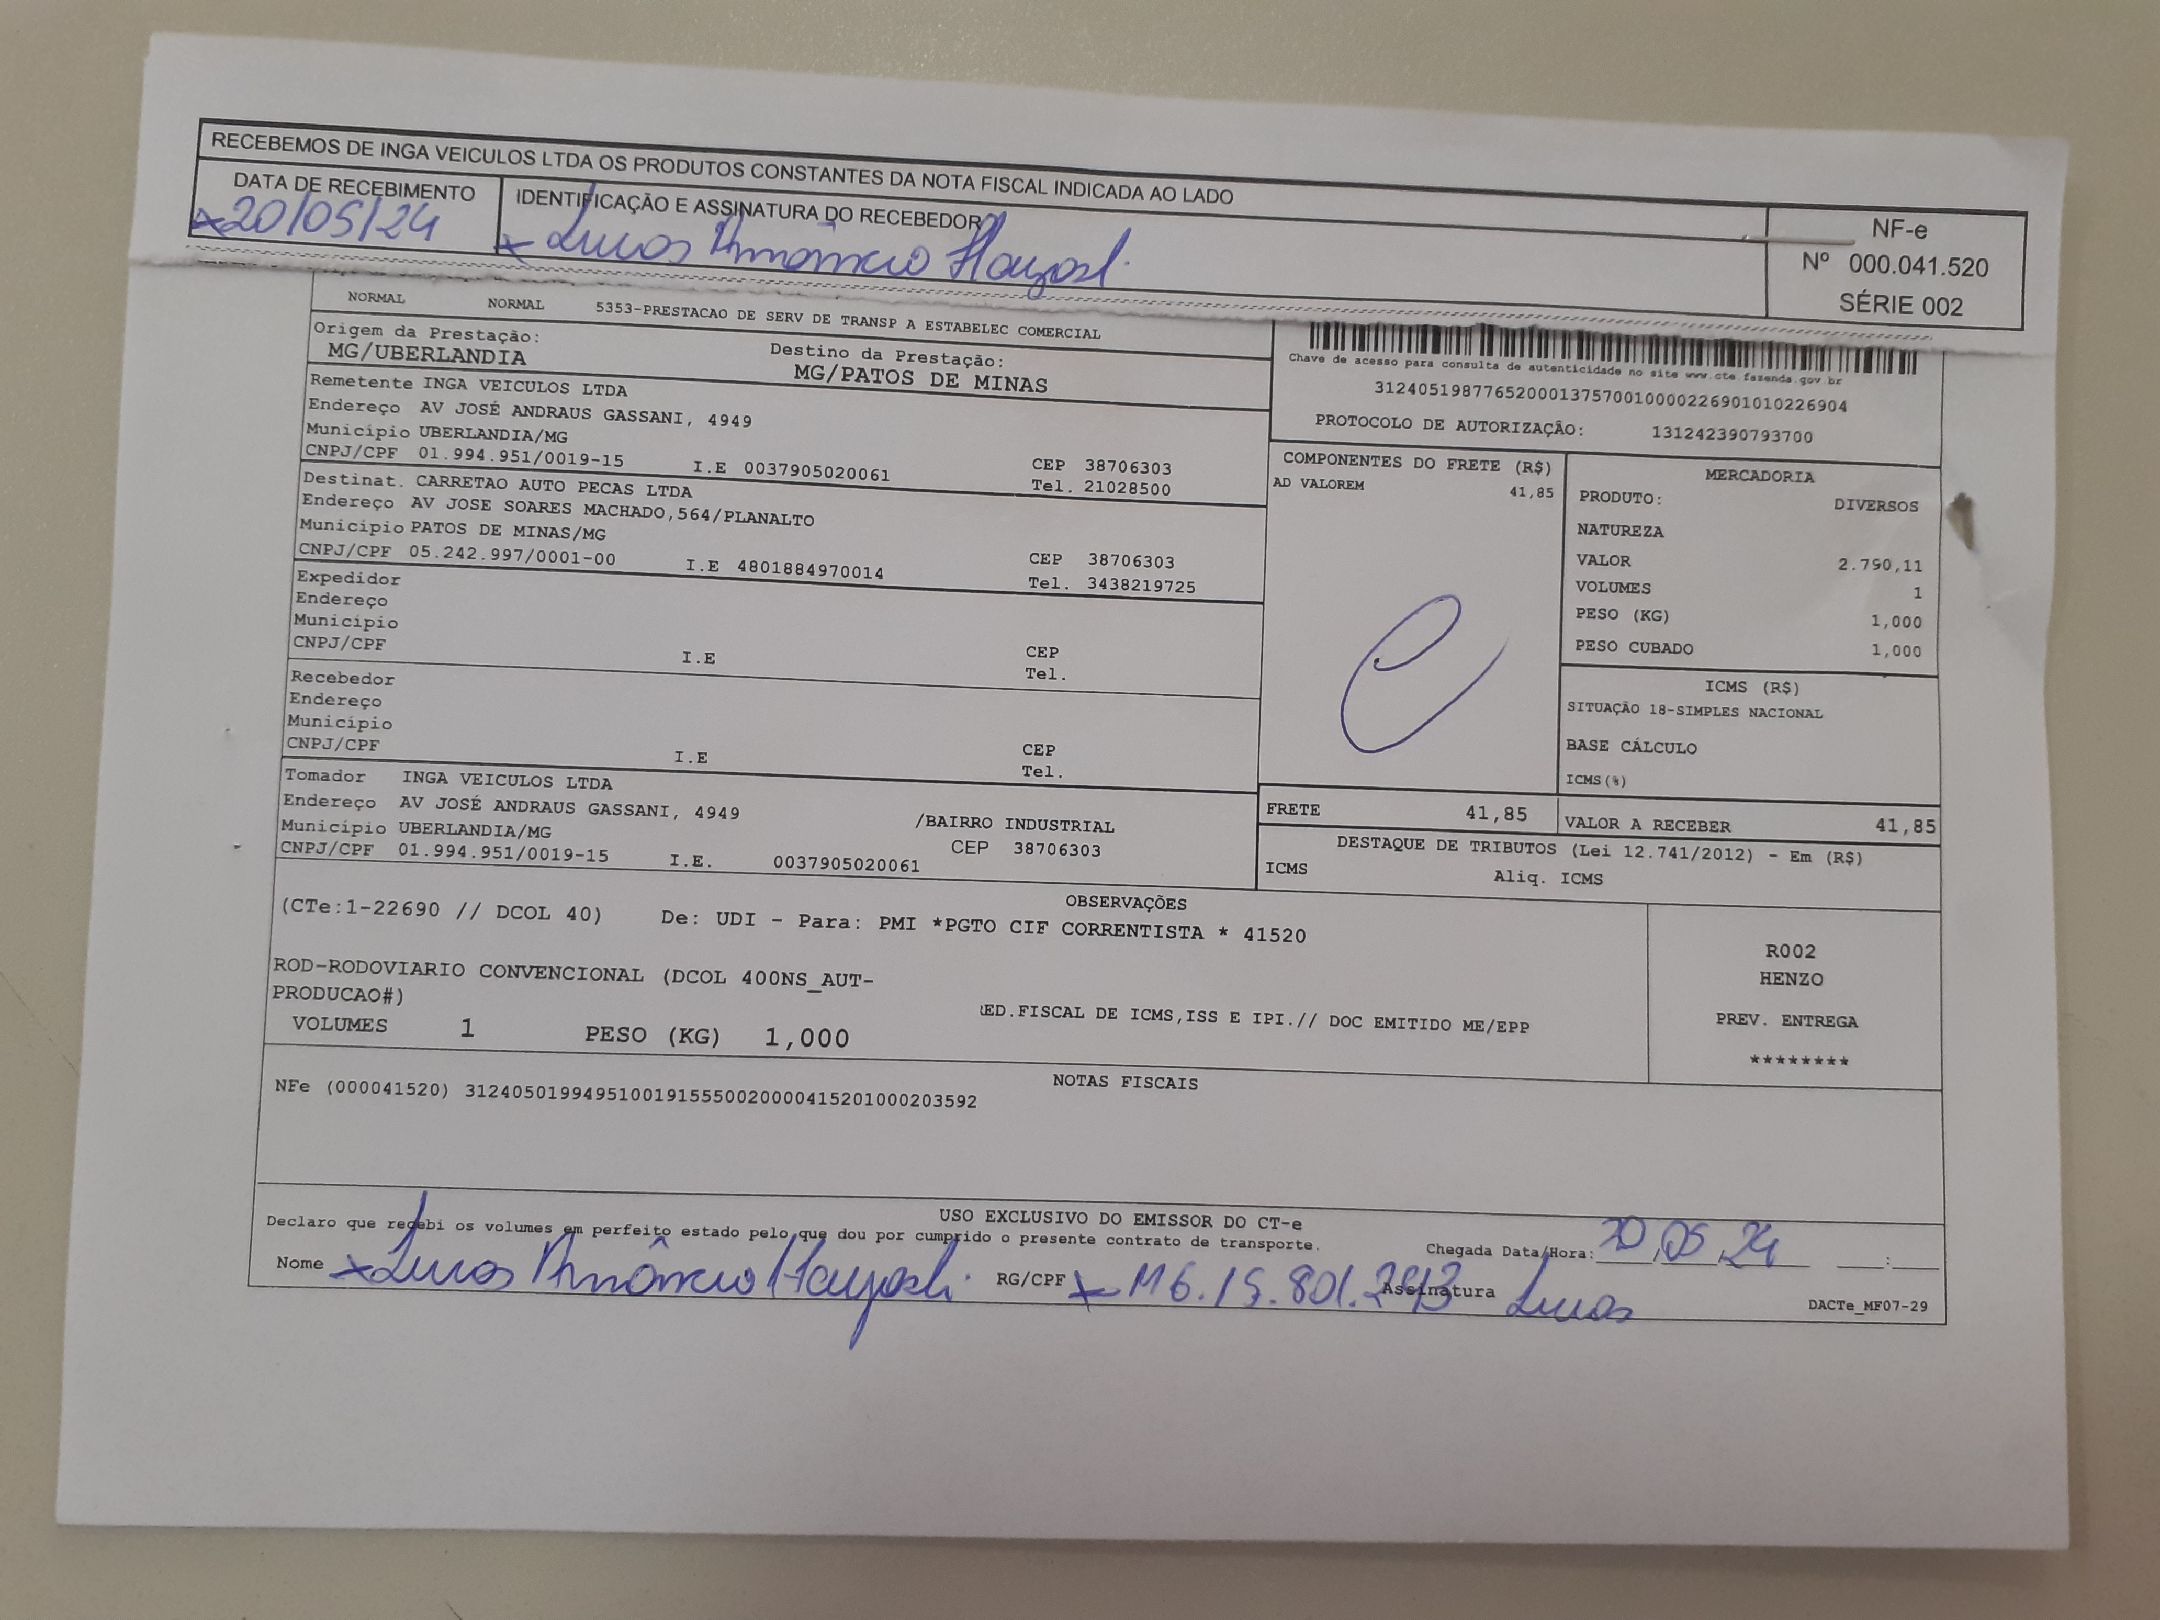 RECEBEMOS DE INGA VEICULOS LTDA OS PRODUTOS CONSTANTES DA NOTA FISCAL INDICADA AO LADO
DATA DE RECEBIMENTO
20/05/24
IDENTIFICAÇÃO E ASSINATURA DO RECEBEDOR
Lucas Amâncio
NF-e
Nº 000.041.520
SÉRIE 002
NORMAL NORMAL 5353-PRESTACAO DE SERV DE TRANSP A ESTABELEC COMERCIAL
Origem da Prestação:
MG/UBERLANDIA
Destino da Prestação:
MG/PATOS DE MINAS
Chave de acesso para consulta de autenticidade no site www.cte.fazenda.gov.br
31240519877652000137570010000226901010226904
PROTOCOLO DE AUTORIZAÇÃO: 131242390793700
Remetente INGA VEICULOS LTDA
Endereço AV JOSÉ ANDRAUS GASSANI, 4949
Município UBERLANDIA/MG
CNPJ/CPF 01.994.951/0019-15 I.E 0037905020061
CEP 38706303
Tel. 21028500
Destinat. CARRETAO AUTO PECAS LTDA
Endereço AV JOSE SOARES MACHADO,564/PLANALTO
Município PATOS DE MINAS/MG
CNPJ/CPF 05.242.997/0001-00 I.E 4801884970014
CEP 38706303
Tel. 3438219725
Expedidor
Endereço
Município
CNPJ/CPF I.E
CEP
Tel.
Recebedor
Endereço
Município
CNPJ/CPF I.E
CEP
Tel.
Tomador INGA VEICULOS LTDA
Endereço AV JOSÉ ANDRAUS GASSANI, 4949 /BAIRRO INDUSTRIAL
Município UBERLANDIA/MG CEP 38706303
CNPJ/CPF 01.994.951/0019-15 I.E. 0037905020061
COMPONENTES DO FRETE (R$)
AD VALOREM 41,85
MERCADORIA
PRODUTO: DIVERSOS
NATUREZA
VALOR 2.790,11
VOLUMES 1
PESO (KG) 1,000
PESO CUBADO 1,000
ICMS (R$)
SITUAÇÃO 18-SIMPLES NACIONAL
BASE CÁLCULO
ICMS(%)
FRETE 41,85
VALOR A RECEBER 41,85
DESTAQUE DE TRIBUTOS (Lei 12.741/2012) - Em (R$)
ICMS Aliq. ICMS
OBSERVAÇÕES
(CTe:1-22690 // DCOL 40) De: UDI - Para: PMI *PGTO CIF CORRENTISTA * 41520
ROD-RODOVIARIO CONVENCIONAL (DCOL 400NS_AUT-
PRODUCAO#)
RED.FISCAL DE ICMS,ISS E IPI.// DOC EMITIDO ME/EPP
VOLUMES 1 PESO (KG) 1,000
R002
HENZO
PREV. ENTREGA
********
NOTAS FISCAIS
NFe (000041520) 31240501994951001915550020000415201000203592
USO EXCLUSIVO DO EMISSOR DO CT-e
Declaro que recebi os volumes em perfeito estado pelo que dou por cumprido o presente contrato de transporte.
Chegada Data/Hora: 20,05,24 :
Nome Lucas Amâncio
RG/CPF
Assinatura Lucas
DACTe_MF07-29